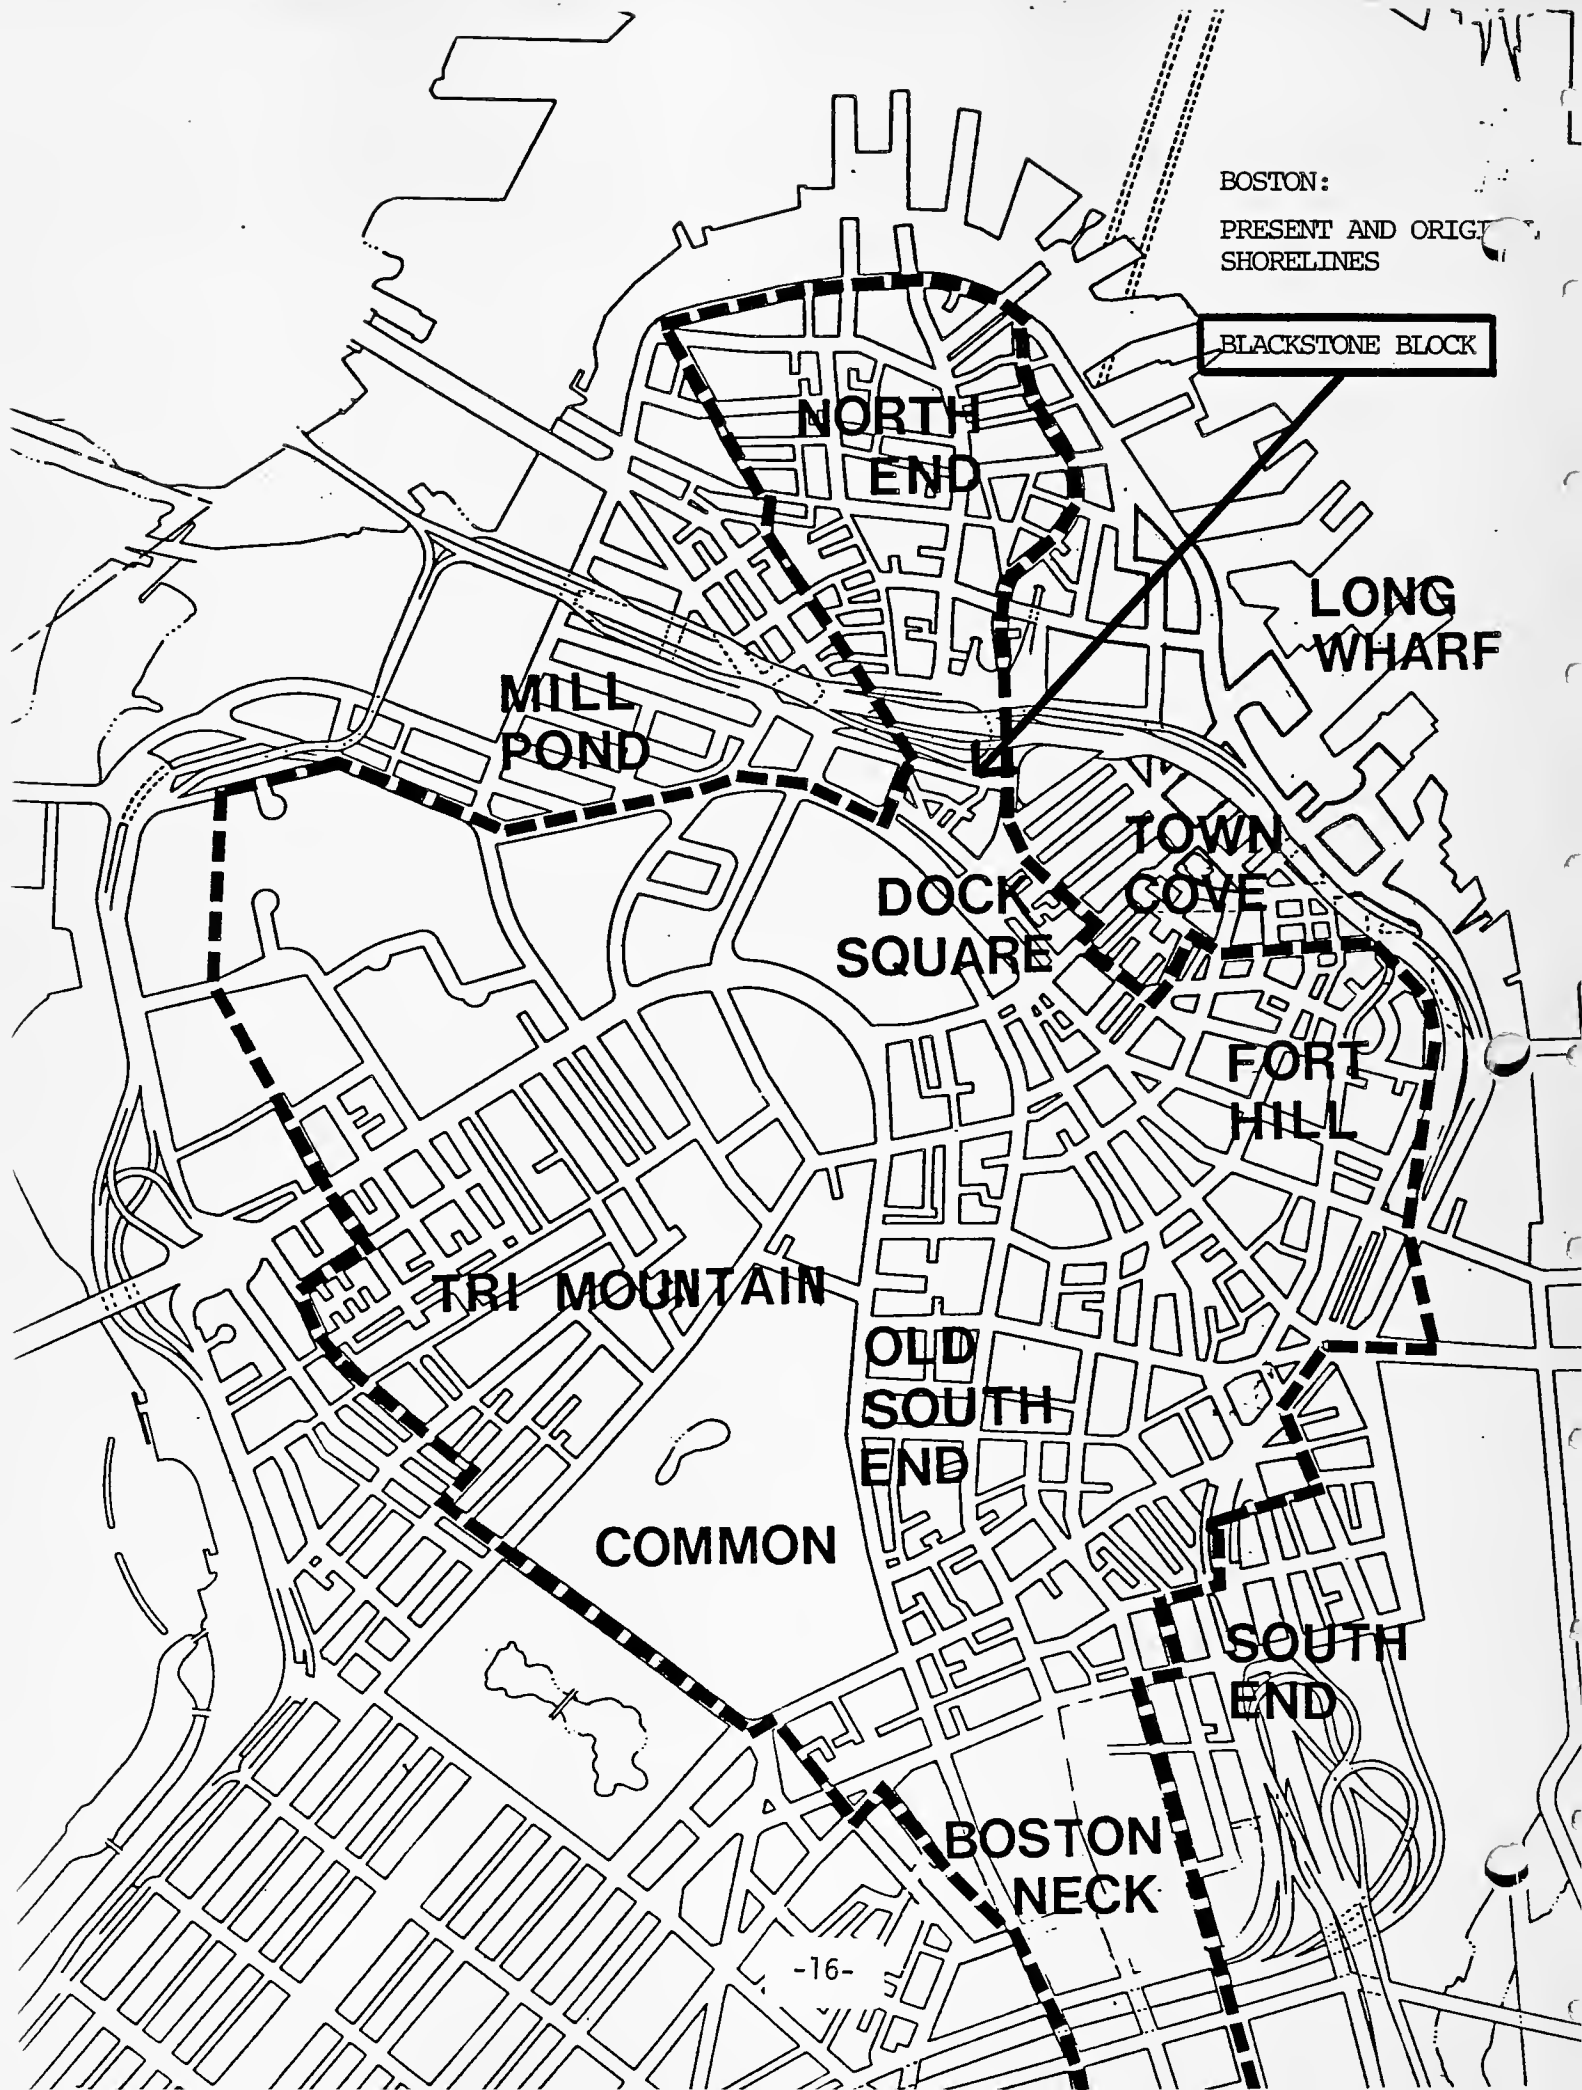 BOSTON:
PRESENT AND
SHORELINES
BLACKSTONE BLOCK
NORTH
END
LONG
WHARF
MILL
POND
TOWN
COVE
DOCK
SQUARE
FORT
HILL
TRI MOUNTAIN
OLD
SOUTH
END
COMMON
SOUTH
END
BOSTON
NECK
-16-